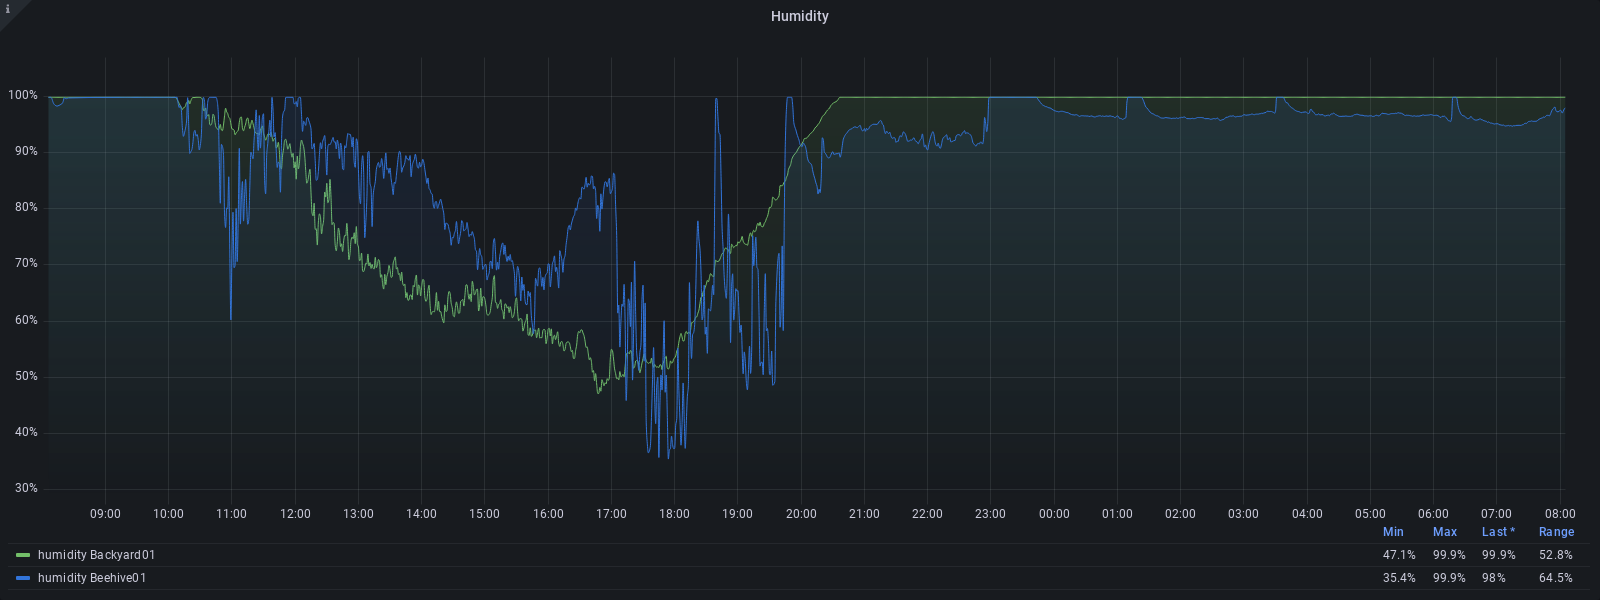 i
Humidity
100%
90%
80%
70%
60%
50%
40%
30%
09:00 10:00 11:00 12:00 13:00 14:00 15:00 16:00 17:00 18:00 19:00 20:00 21:00 22:00 23:00 00:00 01:00 02:00 03:00 04:00 05:00 06:00 07:00 08:00
Min Max Last * Range
humidity Backyard01 47.1% 99.9% 99.9% 52.8%
humidity Beehive01 35.4% 99.9% 98% 64.5%